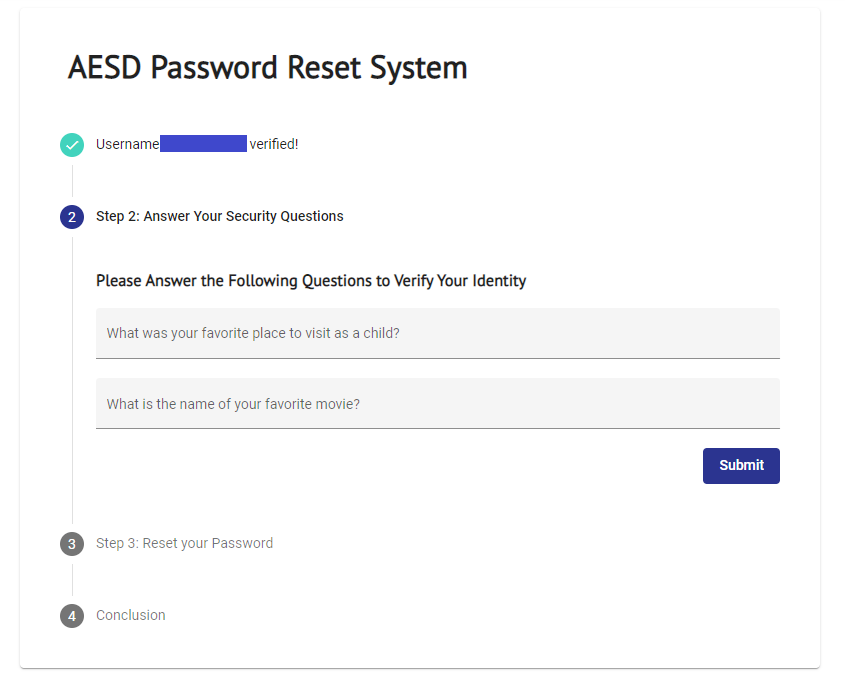 AESD Password Reset System
Username verified!
2 Step 2: Answer Your Security Questions
Please Answer the Following Questions to Verify Your Identity
What was your favorite place to visit as a child?
What is the name of your favorite movie?
Submit
3 Step 3: Reset your Password
4 Conclusion